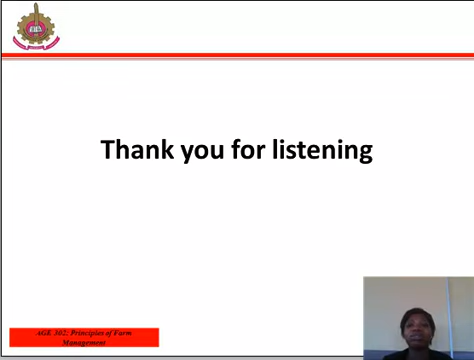 Thank you for listening
AGE 302: Principles of Farm
Management